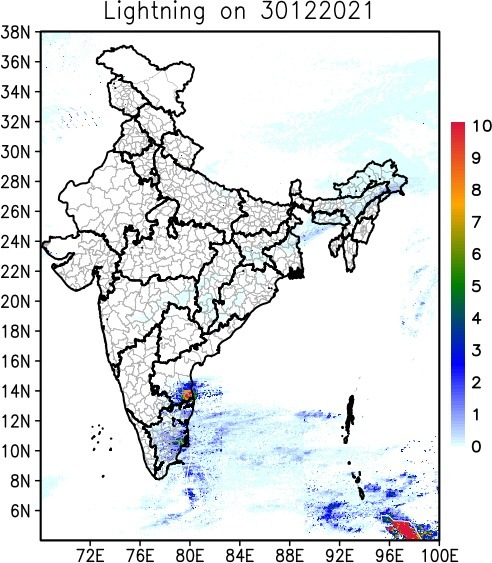 Lightning on 30122021
38N
36N
34N
32N
30N
28N
26N
24N
22N
20N
18N
16N
14N
12N
10N
8N
6N
72E 76E 80E 84E 88E 92E 96E 100E
10
9
8
7
6
5
4
3
2
1
0